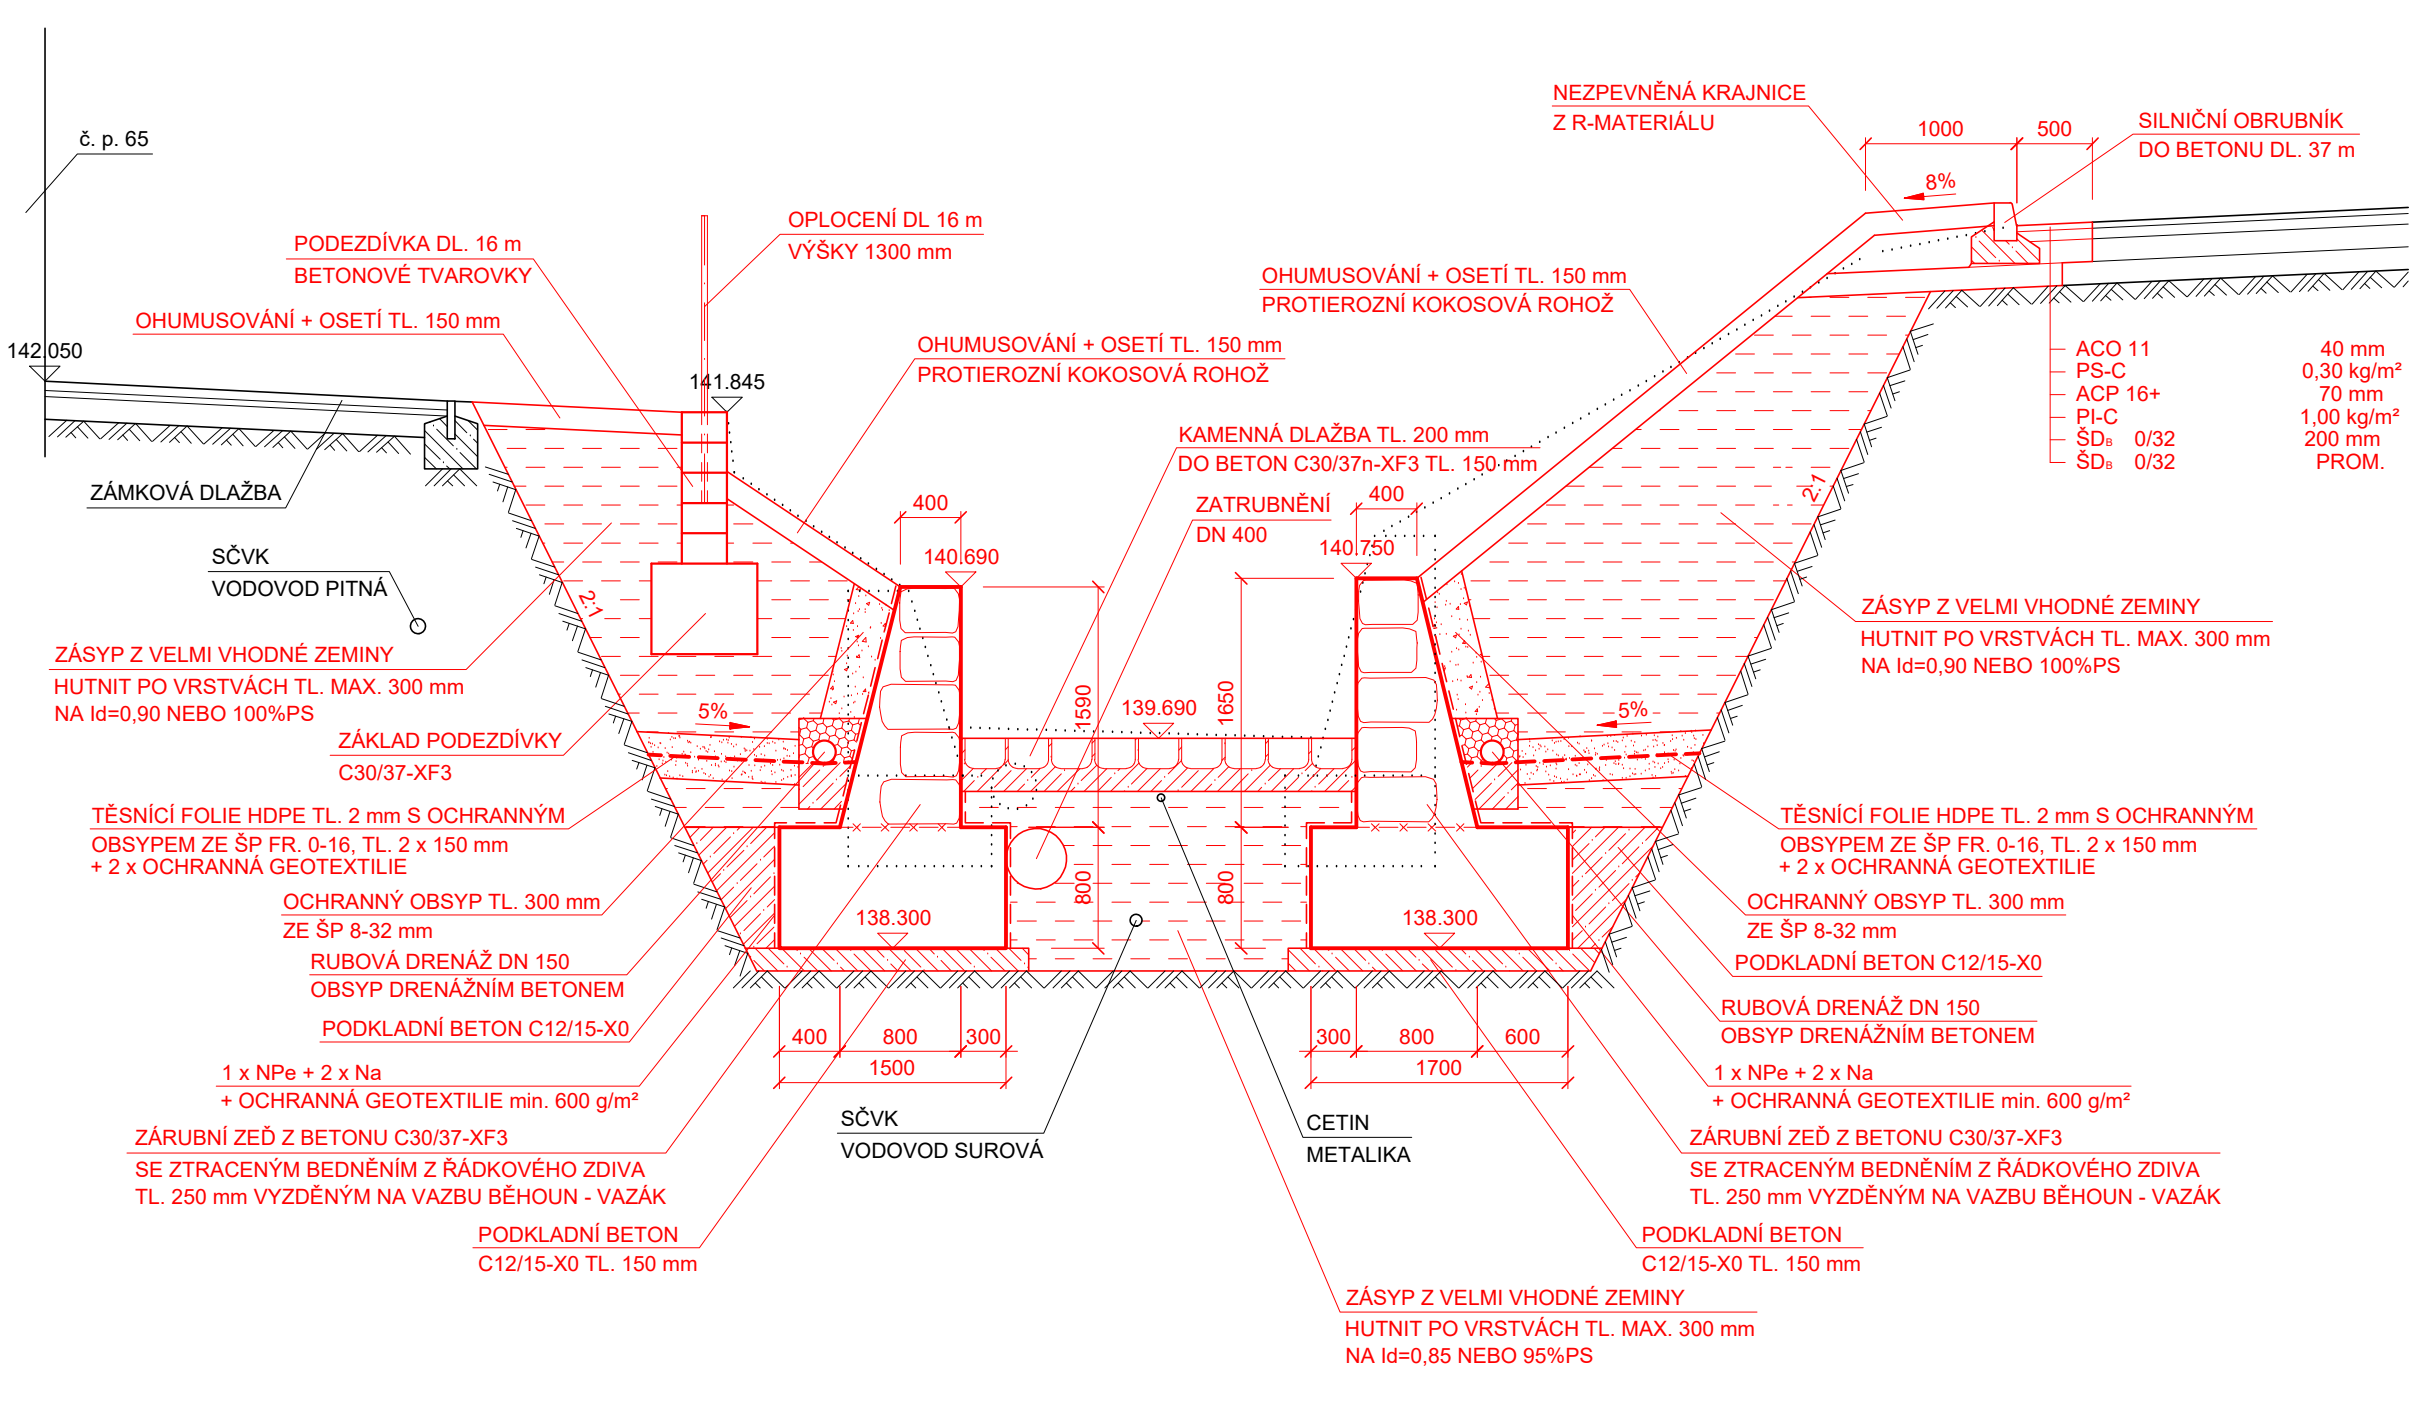 NEZPEVNĚNÁ KRAJNICE
Z R-MATERIÁLU
1000
500
SILNIČNÍ OBRUBNÍK
DO BETONU DL. 37 m
8%
č. p. 65
OPLOCENÍ DL 16 m
VÝŠKY 1300 mm
PODEZDÍVKA DL. 16 m
BETONOVÉ TVAROVKY
OHUMUSOVÁNÍ + OSETÍ TL. 150 mm
PROTIEROZNÍ KOKOSOVÁ ROHOŽ
OHUMUSOVÁNÍ + OSETÍ TL. 150 mm
OHUMUSOVÁNÍ + OSETÍ TL. 150 mm
PROTIEROZNÍ KOKOSOVÁ ROHOŽ
142.050
141.845
ACO 11 40 mm
PS-C 0,30 kg/m²
ACP 16+ 70 mm
PI-C 1,00 kg/m²
ŠDB 0/32 200 mm
ŠDB 0/32 PROM.
KAMENNÁ DLAŽBA TL. 200 mm
DO BETON C30/37n-XF3 TL. 150 mm
ZÁMKOVÁ DLAŽBA
400
ZATRUBNĚNÍ
DN 400
400
2:1
140.690
140.750
SČVK
VODOVOD PITNÁ
2:1
ZÁSYP Z VELMI VHODNÉ ZEMINY
HUTNIT PO VRSTVÁCH TL. MAX. 300 mm
NA Id=0,90 NEBO 100%PS
ZÁSYP Z VELMI VHODNÉ ZEMINY
HUTNIT PO VRSTVÁCH TL. MAX. 300 mm
NA Id=0,90 NEBO 100%PS
5%
1590
139.690
1650
5%
ZÁKLAD PODEZDÍVKY
C30/37-XF3
TĚSNÍCÍ FOLIE HDPE TL. 2 mm S OCHRANNÝM
OBSYPEM ZE ŠP FR. 0-16, TL. 2 x 150 mm
+ 2 x OCHRANNÁ GEOTEXTILIE
TĚSNÍCÍ FOLIE HDPE TL. 2 mm S OCHRANNÝM
OBSYPEM ZE ŠP FR. 0-16, TL. 2 x 150 mm
+ 2 x OCHRANNÁ GEOTEXTILIE
800
800
OCHRANNÝ OBSYP TL. 300 mm
ZE ŠP 8-32 mm
138.300
138.300
OCHRANNÝ OBSYP TL. 300 mm
ZE ŠP 8-32 mm
RUBOVÁ DRENÁŽ DN 150
OBSYP DRENÁŽNÍM BETONEM
PODKLADNÍ BETON C12/15-X0
RUBOVÁ DRENÁŽ DN 150
OBSYP DRENÁŽNÍM BETONEM
PODKLADNÍ BETON C12/15-X0
400
800
300
300
800
600
1500
1700
1 x NPe + 2 x Na
+ OCHRANNÁ GEOTEXTILIE min. 600 g/m²
1 x NPe + 2 x Na
+ OCHRANNÁ GEOTEXTILIE min. 600 g/m²
SČVK
VODOVOD SUROVÁ
CETIN
METALIKA
ZÁRUBNÍ ZEĎ Z BETONU C30/37-XF3
SE ZTRACENÝM BEDNĚNÍM Z ŘÁDKOVÉHO ZDIVA
TL. 250 mm VYZDĚNÝM NA VAZBU BĚHOUN - VAZÁK
ZÁRUBNÍ ZEĎ Z BETONU C30/37-XF3
SE ZTRACENÝM BEDNĚNÍM Z ŘÁDKOVÉHO ZDIVA
TL. 250 mm VYZDĚNÝM NA VAZBU BĚHOUN - VAZÁK
PODKLADNÍ BETON
C12/15-X0 TL. 150 mm
PODKLADNÍ BETON
C12/15-X0 TL. 150 mm
ZÁSYP Z VELMI VHODNÉ ZEMINY
HUTNIT PO VRSTVÁCH TL. MAX. 300 mm
NA Id=0,85 NEBO 95%PS